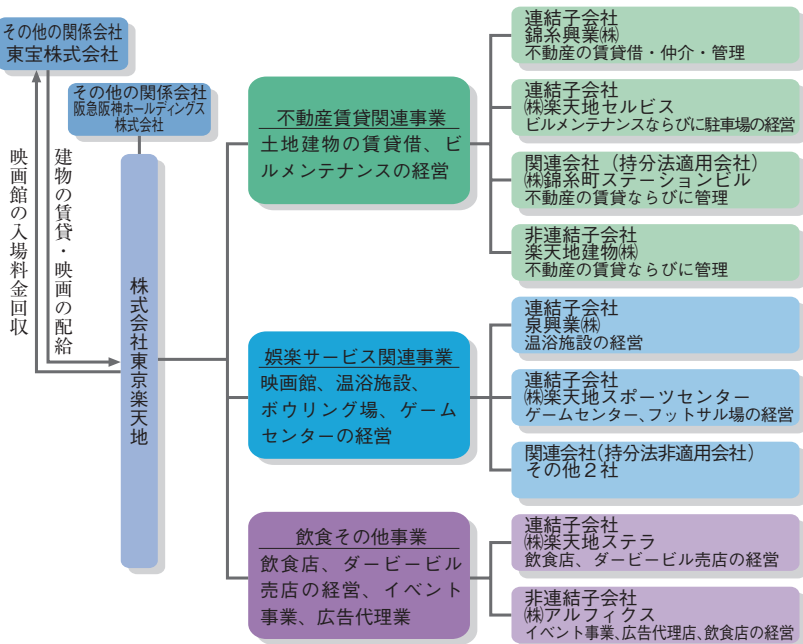 その他の関係会社
東宝株式会社
その他の関係会社
阪急阪神ホールディングス
株式会社
映画館の入場料金回収
建物の賃貸・映画の配給
株式会社東京楽天地
不動産賃貸関連事業
土地建物の賃貸借、ビ
ルメンテナンスの経営
連結子会社
錦糸興業㈱
不動産の賃貸借・仲介・管理
連結子会社
㈱楽天地セルビス
ビルメンテナンスならびに駐車場の経営
関連会社（持分法適用会社）
㈱錦糸町ステーションビル
不動産の賃貸ならびに管理
非連結子会社
楽天地建物㈱
不動産の賃貸ならびに管理
娯楽サービス関連事業
映画館、温浴施設、
ボウリング場、ゲーム
センターの経営
連結子会社
泉興業㈱
温浴施設の経営
連結子会社
㈱楽天地スポーツセンター
ゲームセンター、フットサル場の経営
関連会社(持分法非適用会社)
その他２社
飲食その他事業
飲食店、ダービービル
売店の経営、イベント
事業、広告代理業
連結子会社
㈱楽天地ステラ
飲食店、ダービービル売店の経営
非連結子会社
㈱アルフィクス
イベント事業、広告代理店、飲食店の経営